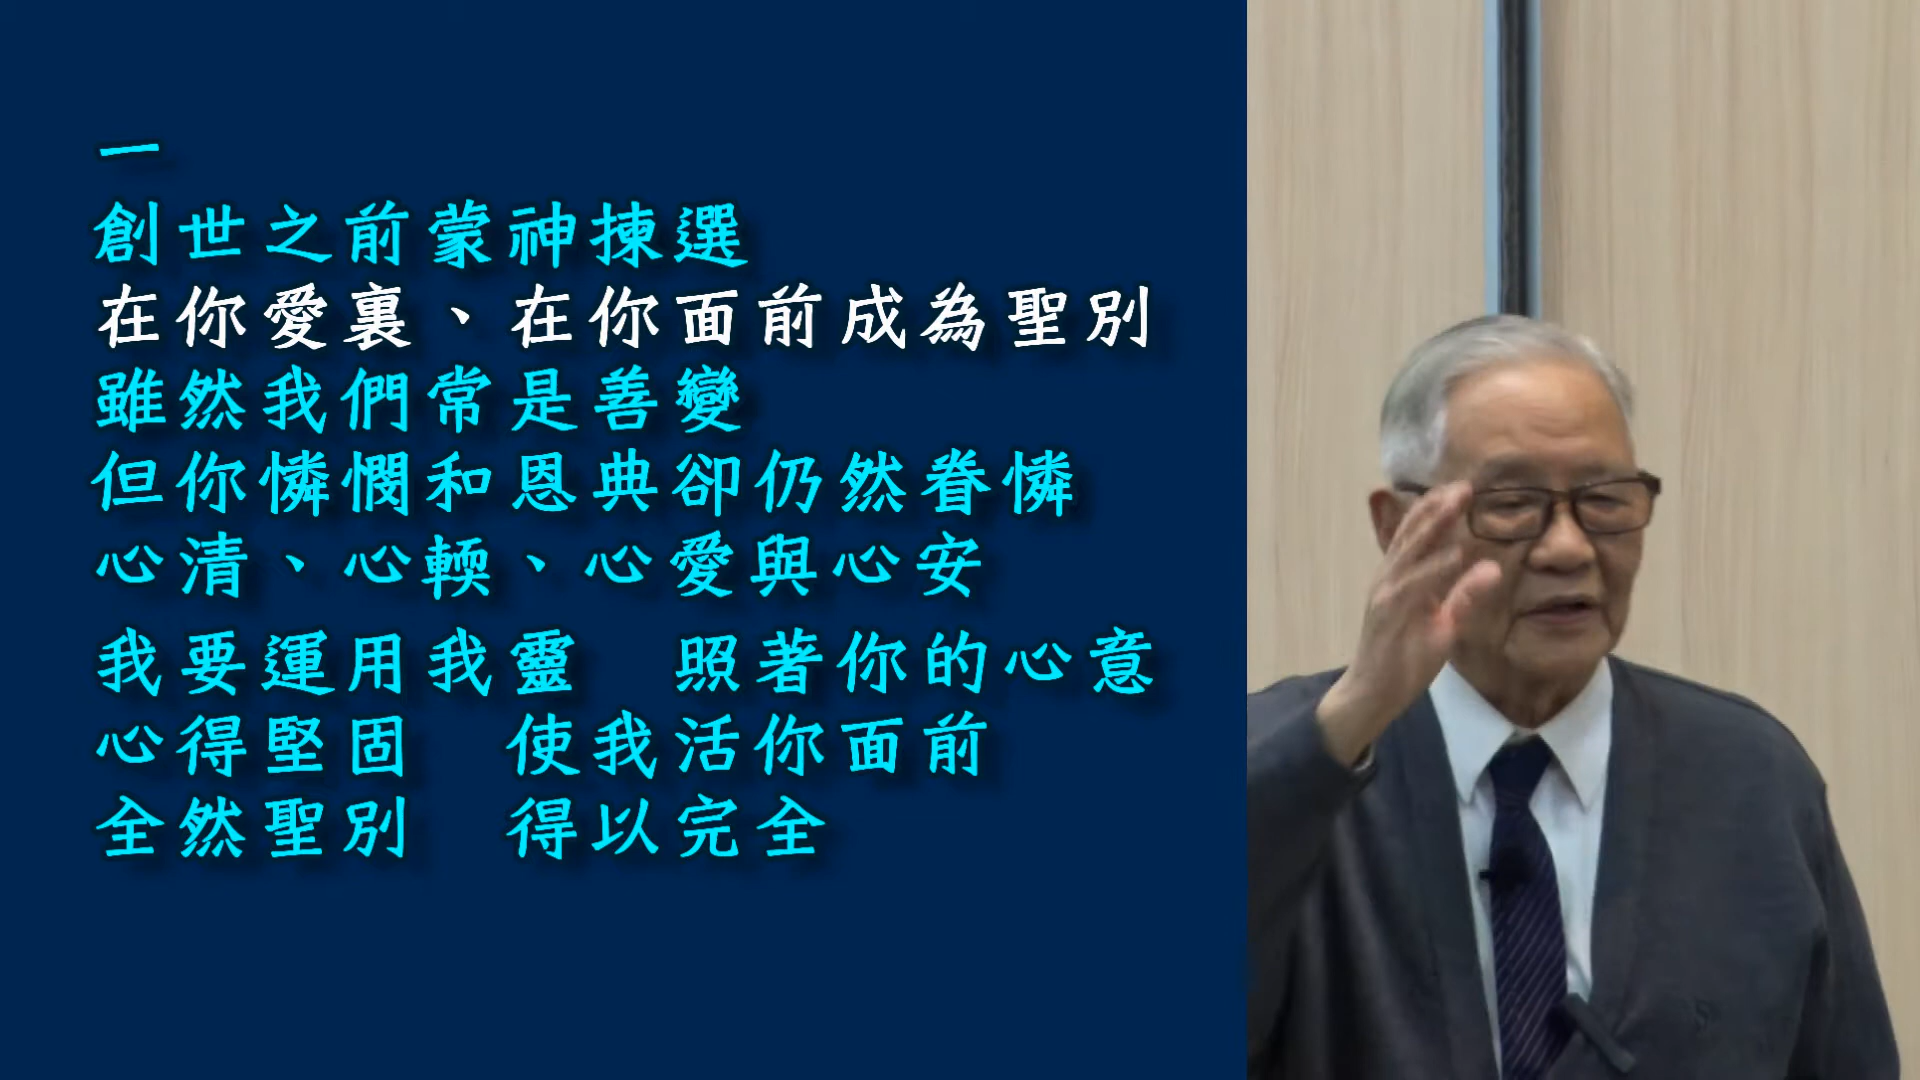 一
創世之前蒙神揀選
在你愛裏、在你面前成為聖別
雖然我們常是善變
但你憐憫和恩典卻仍然眷憐
心清、心輭、心愛與心安
我要運用我靈　照著你的心意
心得堅固　使我活你面前
全然聖別　得以完全